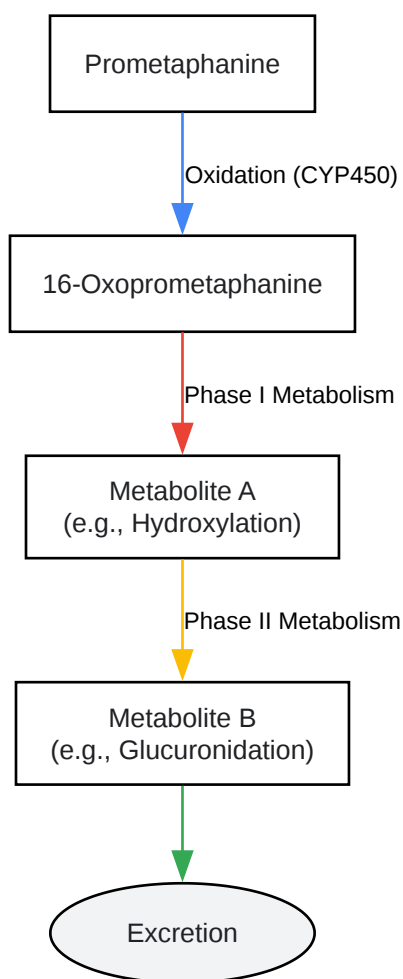 Prometaphanine
Oxidation (CYP450)
16-Oxoprometaphanine
Phase I Metabolism
Metabolite A
(e.g., Hydroxylation)
Phase II Metabolism
Metabolite B
(e.g., Glucuronidation)
Excretion